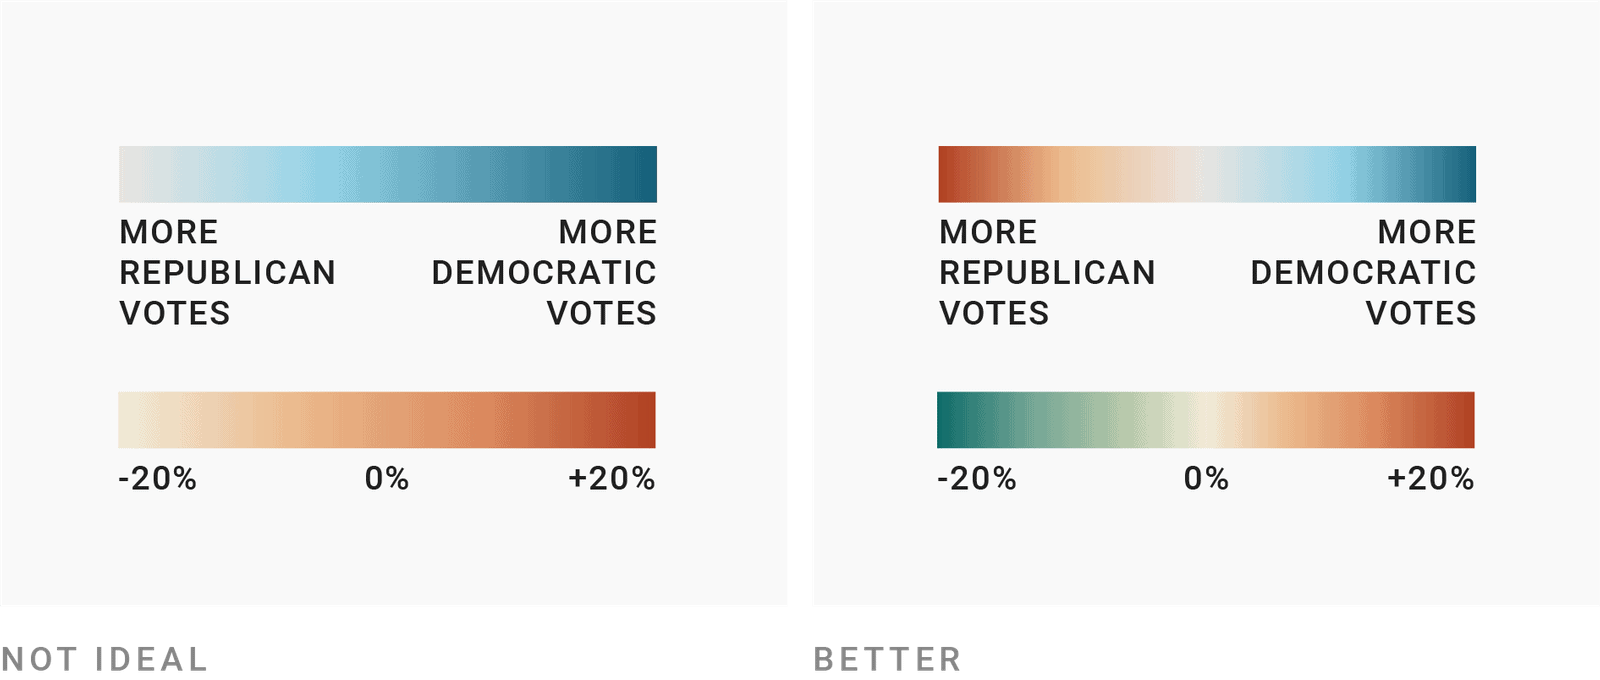 MORE
REPUBLICAN
VOTES
MORE
DEMOCRATIC
VOTES
-20% 0% +20%
NOT IDEAL
MORE
REPUBLICAN
VOTES
MORE
DEMOCRATIC
VOTES
-20% 0% +20%
BETTER